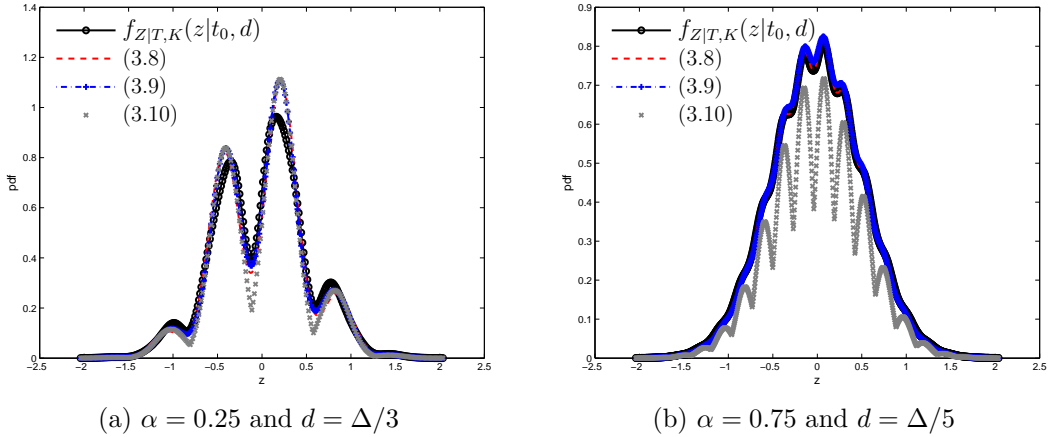 1.4
1.2
1
0.8
0.6
0.4
0.2
0
pdf
−2.5 −2 −1.5 −1 −0.5 0 0.5 1 1.5 2 2.5
z
f_{Z|T,K}(z|t_0, d)
(3.8)
(3.9)
(3.10)
(a) α = 0.25 and d = Δ/3
0.9
0.8
0.7
0.6
0.5
0.4
0.3
0.2
0.1
0
pdf
−2.5 −2 −1.5 −1 −0.5 0 0.5 1 1.5 2 2.5
z
f_{Z|T,K}(z|t_0, d)
(3.8)
(3.9)
(3.10)
(b) α = 0.75 and d = Δ/5